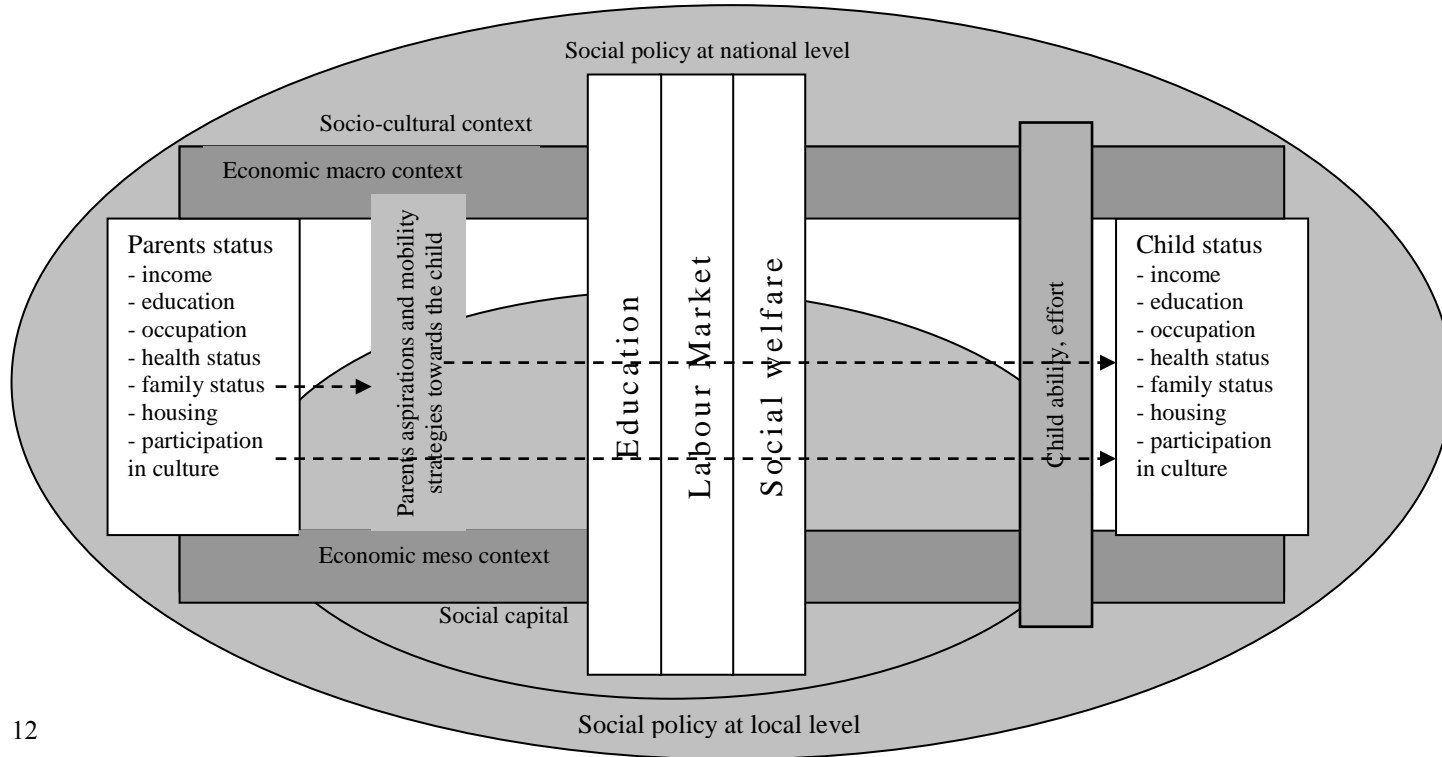 Social policy at national level
Socio-cultural context
Economic macro context
Parents status
- income
- education
- occupation
- health status
- family status
- housing
- participation
in culture
Parents aspirations and mobility
strategies towards the child
Education
Labour Market
Social welfare
Child ability, effort
Child status
- income
- education
- occupation
- health status
- family status
- housing
- participation
in culture
Economic meso context
Social capital
Social policy at local level
12